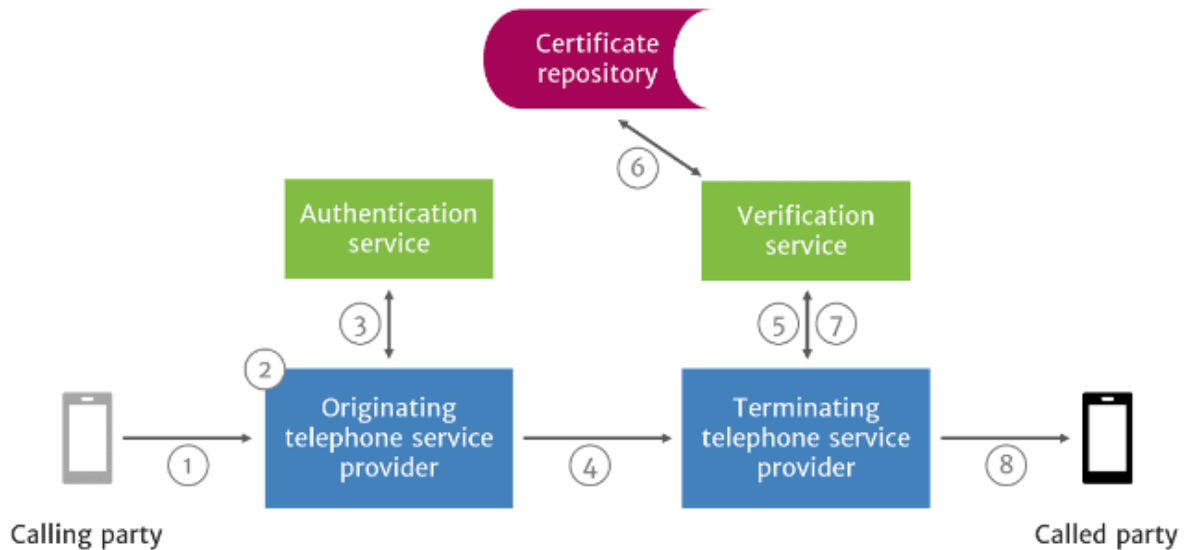 Certificate
repository
6
Authentication
service
Verification
service
3
5
7
2
Originating
telephone service
provider
Terminating
telephone service
provider
1
4
8
Calling party
Called party